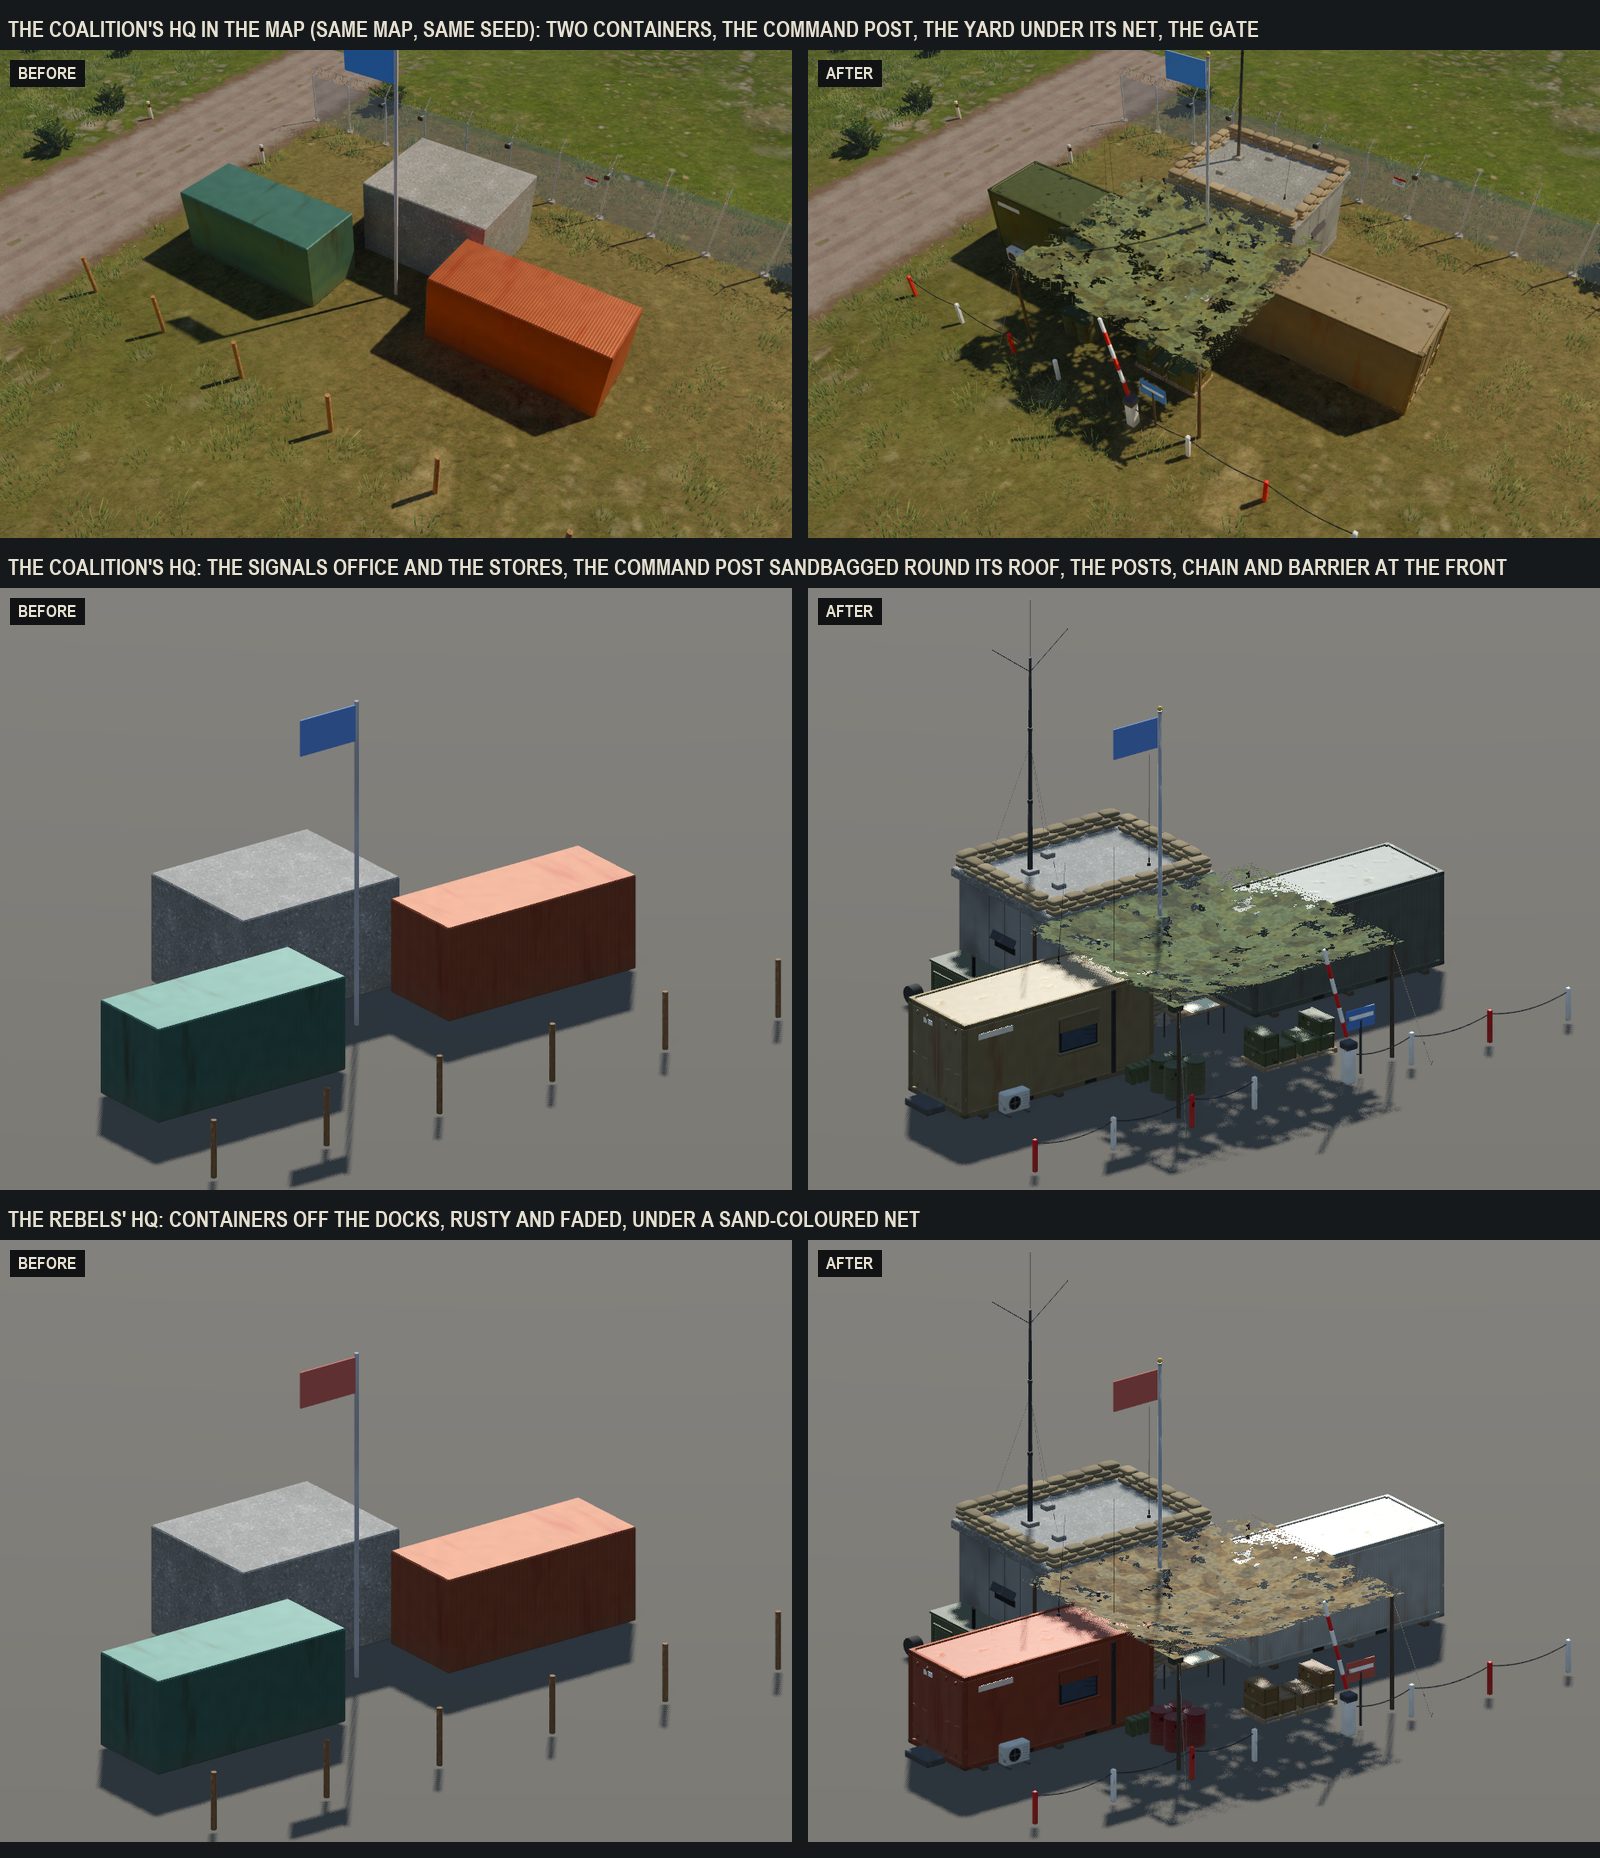 THE COALITION'S HQ IN THE MAP (SAME MAP, SAME SEED): TWO CONTAINERS, THE COMMAND POST, THE YARD UNDER ITS NET, THE GATE
BEFORE
AFTER
THE COALITION'S HQ: THE SIGNALS OFFICE AND THE STORES, THE COMMAND POST SANDBAGGED ROUND ITS ROOF, THE POSTS, CHAIN AND BARRIER AT THE FRONT
BEFORE
AFTER
THE REBELS' HQ: CONTAINERS OFF THE DOCKS, RUSTY AND FADED, UNDER A SAND-COLOURED NET
BEFORE
AFTER